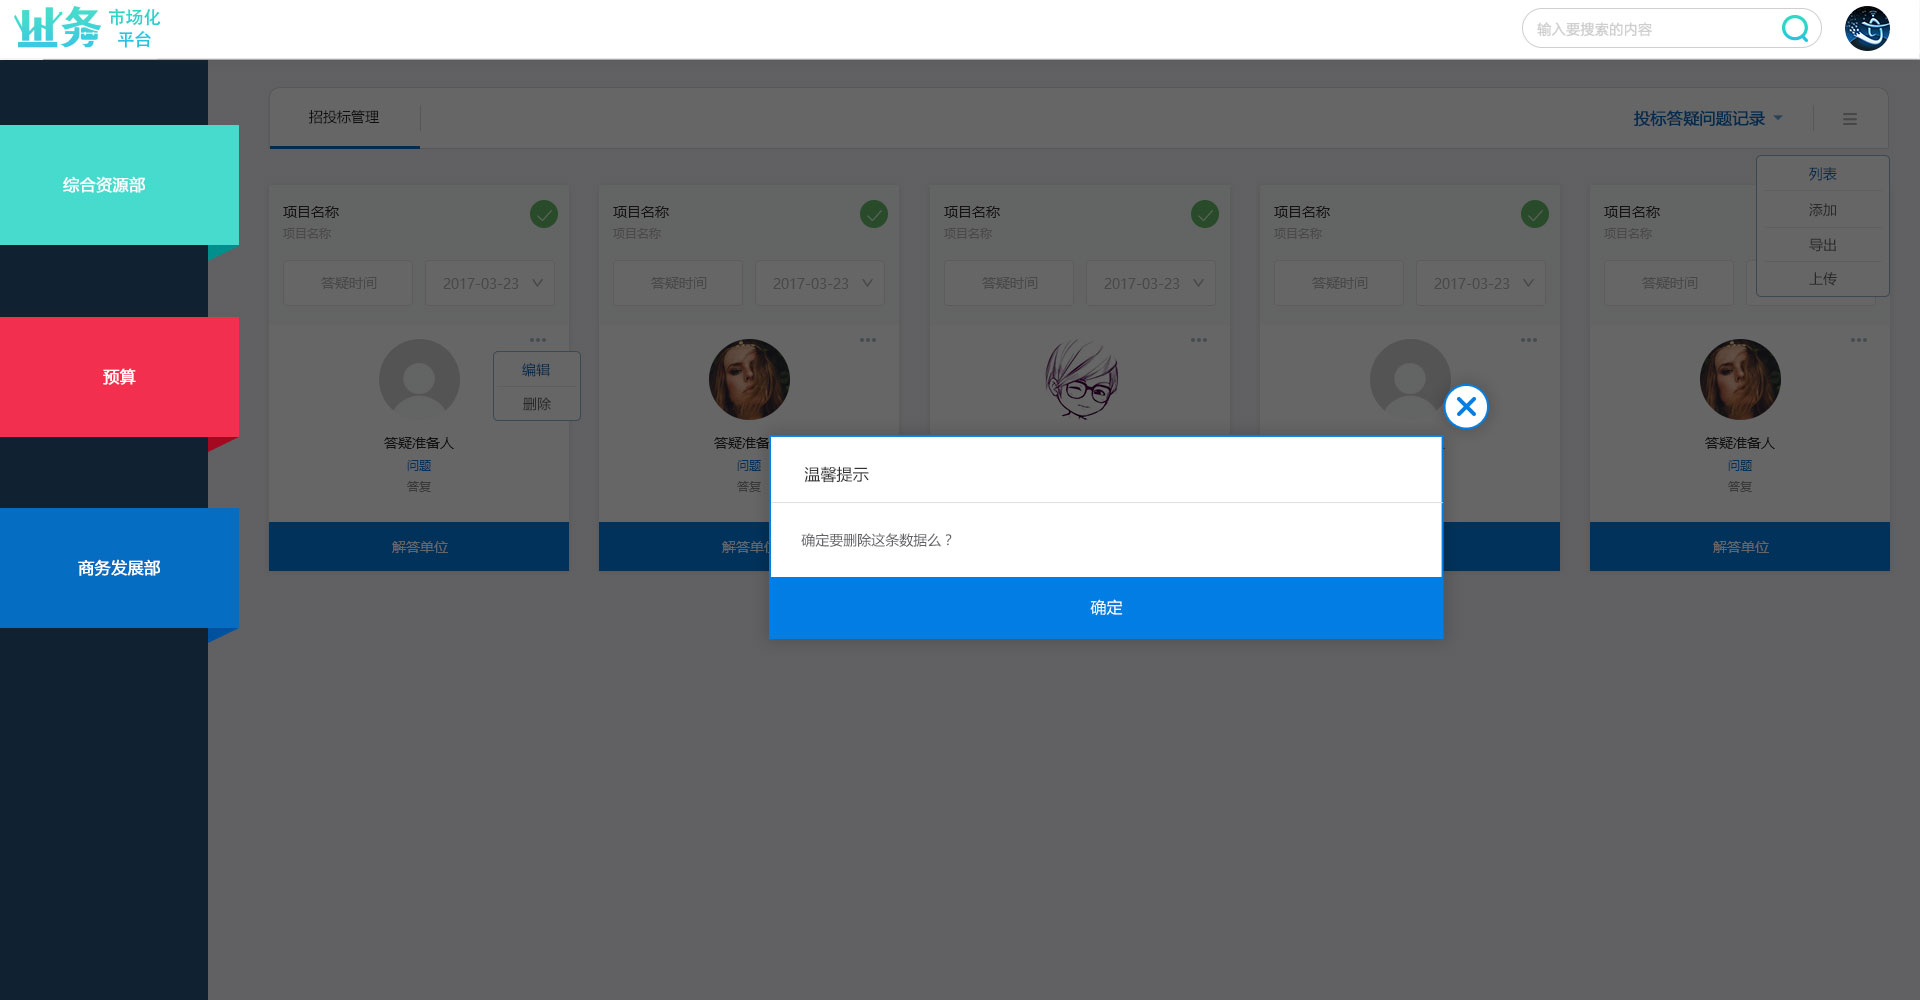 业务
市场化
平台
输入要搜索的内容
综合资源部
预算
商务发展部
招投标管理
投标答疑问题记录
列表
添加
导出
上传
项目名称
项目名称
答疑时间
2017-03-23
编辑
删除
答疑准备人
问题
答复
解答单位
项目名称
项目名称
答疑时间
2017-03-23
答疑准备
问题
答复
解答单
项目名称
项目名称
答疑时间
2017-03-23
项目名称
项目名称
答疑时间
2017-03-23
项目名称
项目名称
答疑时间
答疑准备人
问题
答复
解答单位
温馨提示
确定要删除这条数据么？
确定